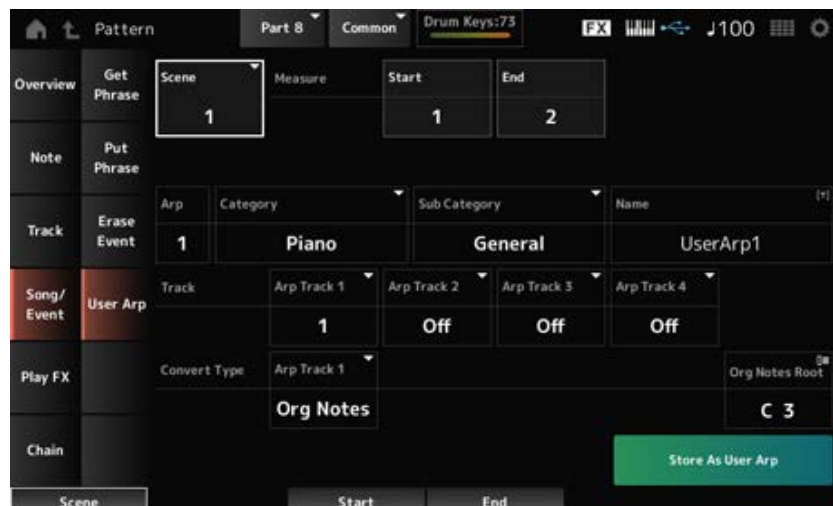 Pattern
Part 8
Common
Drum Keys:73
FX
♩100
Overview
Get
Phrase
Scene
1
Measure
Start
1
End
2
Note
Put
Phrase
Track
Erase
Event
Arp
1
Category
Piano
Sub Category
General
Name
[T]
UserArp1
Song/
Event
User Arp
Track
Arp Track 1
1
Arp Track 2
Off
Arp Track 3
Off
Arp Track 4
Off
Play FX
Convert Type
Arp Track 1
Org Notes
Org Notes Root
C 3
Chain
Store As User Arp
Scene
Start
End